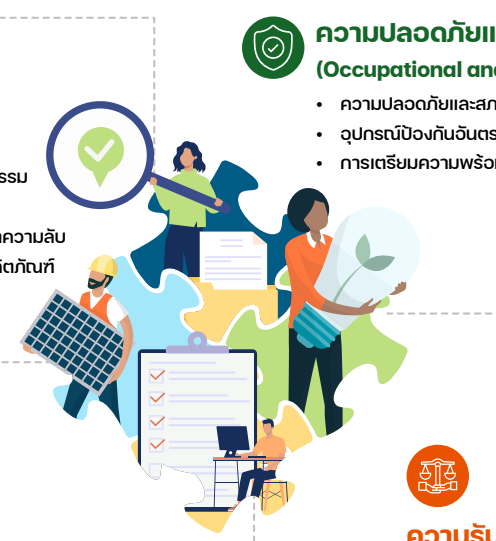 ความปลอดภัยแ
(Occupational an
• ความปลอดภัยและสภ
• อุปกรณ์ป้องกันอันตร
• การเตรียมความพร้อ
รรม
ความลับ
ิตภัณฑ์
ความรับ